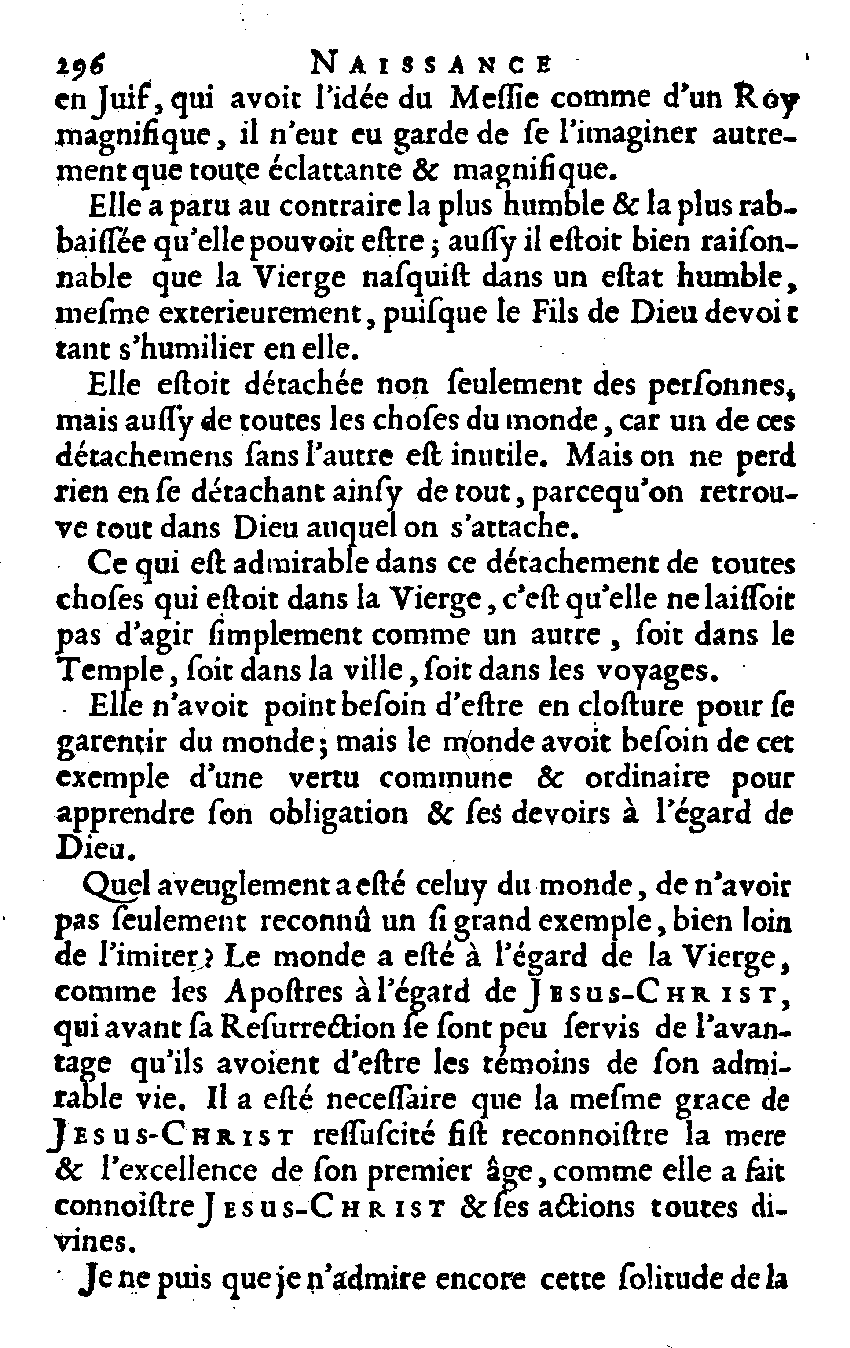 296 NAISSANCE
en Juif, qui avoit l'idée du Meſſie comme d'un Roy
magnifique, il n'eut eu garde de ſe l'imaginer autre-
ment que toute éclattante & magnifique.
Elle a paru au contraire la plus humble & la plus rab-
baiſſée qu'elle pouvoit eſtre; auſſy il eſtoit bien raiſon-
nable que la Vierge naſquiſt dans un eſtat humble,
meſme exterieurement, puiſque le Fils de Dieu devoit
tant s'humilier en elle.
Elle eſtoit détachée non ſeulement des perſonnes,
mais auſſy de toutes les choſes du monde, car un de ces
détachemens ſans l'autre eſt inutile. Mais on ne perd
rien en ſe détachant ainſy de tout, parcequ'on retrou-
ve tout dans Dieu auquel on s'attache.
Ce qui eſt admirable dans ce détachement de toutes
choſes qui eſtoit dans la Vierge, c'eſt qu'elle ne laiſſoit
pas d'agir ſimplement comme un autre, ſoit dans le
Temple, ſoit dans la ville, ſoit dans les voyages.
Elle n'avoit point beſoin d'eſtre en cloſture pour ſe
garentir du monde; mais le monde avoit beſoin de cet
exemple d'une vertu commune & ordinaire pour
apprendre ſon obligation & ſes devoirs à l'égard de
Dieu.
Quel aveuglement a eſté celuy du monde, de n'avoir
pas ſeulement reconnû un ſi grand exemple, bien loin
de l'imiter? Le monde a eſté à l'égard de la Vierge,
comme les Apoſtres à l'égard de JESUS-CHRIST,
qui avant ſa Reſurrection ſe ſont peu ſervis de l'avan-
tage qu'ils avoient d'eſtre les témoins de ſon admi-
rable vie. Il a eſté neceſſaire que la meſme grace de
JESUS-CHRIST reſſuſcité fiſt reconnoiſtre la mere
& l'excellence de ſon premier âge, comme elle a fait
connoiſtre JESUS-CHRIST & ſes actions toutes di-
vines.
Je ne puis que je n'admire encore cette ſolitude de la